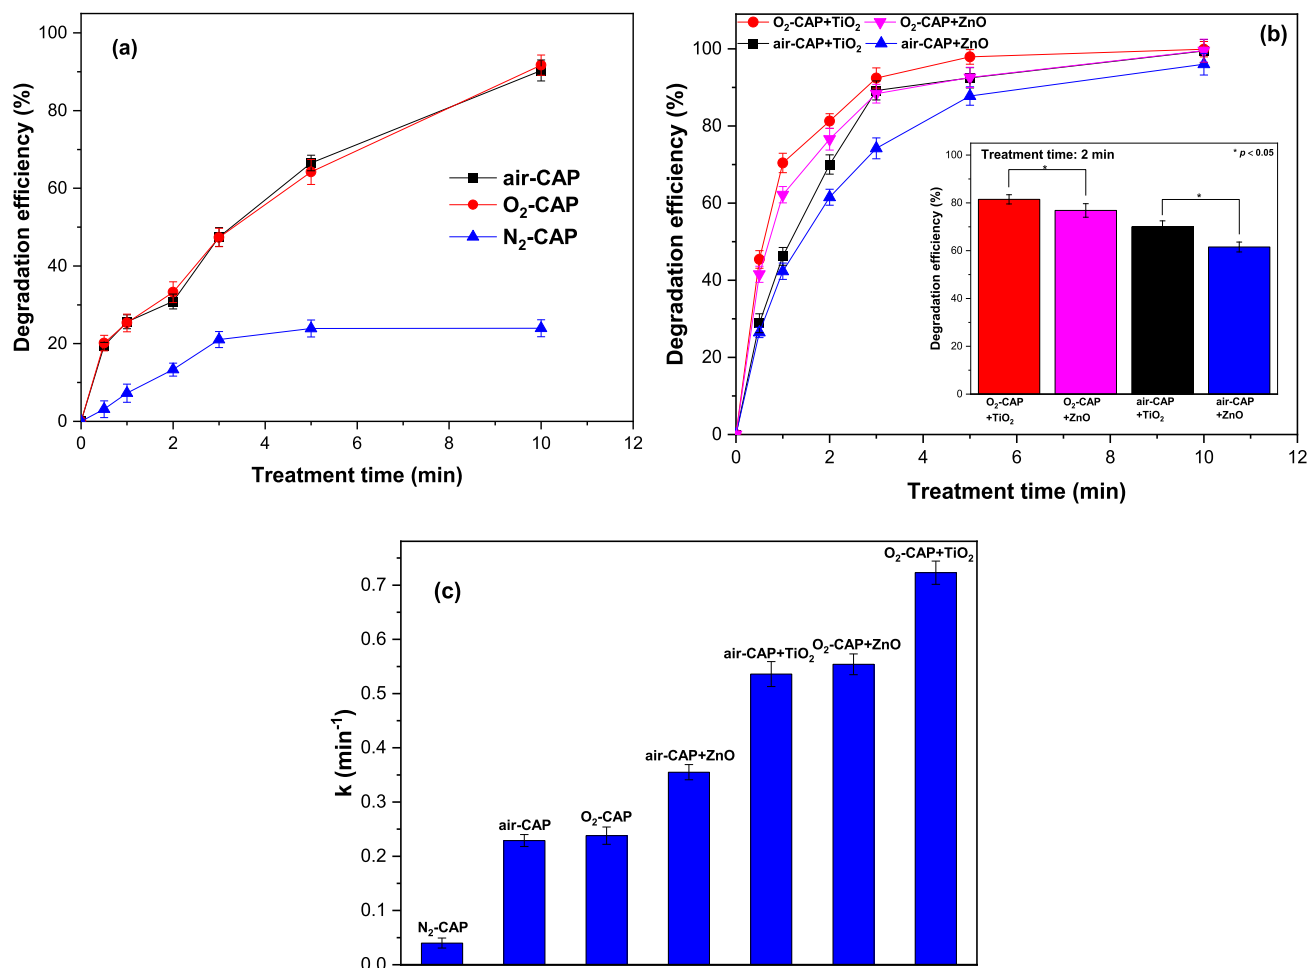 (a)
Degradation efficiency (%)
100
80
60
40
20
0
air-CAP
O₂-CAP
N₂-CAP
0 2 4 6 8 10 12
Treatment time (min)
O₂-CAP+TiO₂ O₂-CAP+ZnO
air-CAP+TiO₂ air-CAP+ZnO
(b)
Degradation efficiency (%)
100
80
60
40
20
0
0 2 4 6 8 10 12
Treatment time (min)
Treatment time: 2 min
* p < 0.05
* *
Degradation efficiency (%)
100
80
60
40
20
0
O₂-CAP O₂-CAP air-CAP air-CAP
+TiO₂ +ZnO +TiO₂ +ZnO
(c)
k (min⁻¹)
0.7
0.6
0.5
0.4
0.3
0.2
0.1
0.0
N₂-CAP
air-CAP
O₂-CAP
air-CAP+ZnO
air-CAP+TiO₂
O₂-CAP+ZnO
O₂-CAP+TiO₂